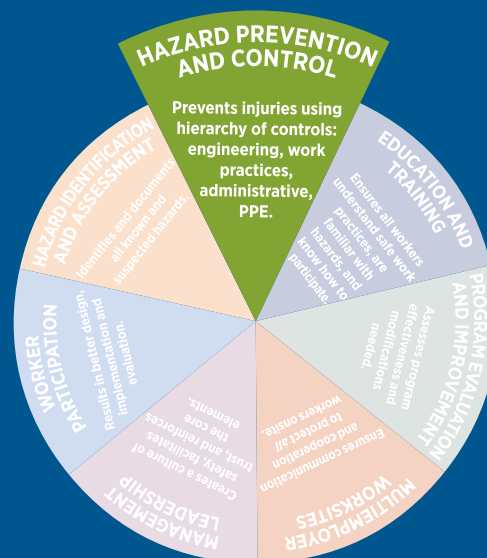 HAZARD PREVENTION
AND CONTROL
Prevents injuries using
hierarchy of controls:
engineering, work
practices,
administrative,
PPE.
EDUCATION AND
TRAINING
Ensures all workers
understand safe work
practices, are
familiar with
hazards, and
know how to
participate.
PROGRAM EVALUATION
AND IMPROVEMENT
Assesses program
effectiveness and
modifications
needed.
MULTIEMPLOYER
WORKSITES
Ensures communication
and cooperation
to protect all
workers onsite.
MANAGEMENT
LEADERSHIP
Creates a culture of
safety, facilitates
trust, and reinforces
the core
elements.
WORKER
PARTICIPATION
Results in better design,
implementation and
evaluation.
HAZARD IDENTIFICATION
AND ASSESSMENT
Identifies and documents
all known and
suspected hazards.